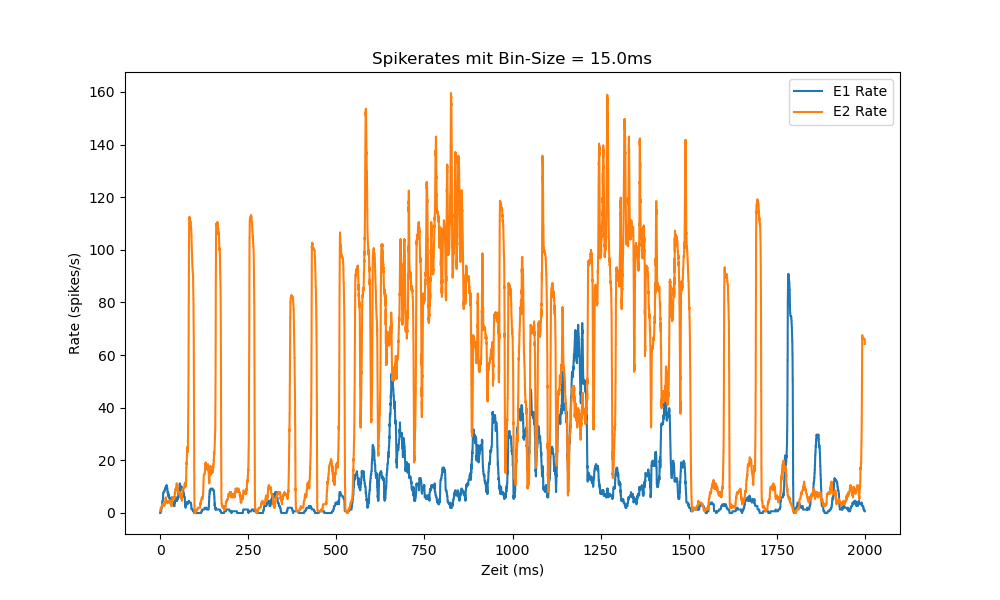 Spikerates mit Bin-Size = 15.0ms
E1 Rate
E2 Rate
Rate (spikes/s)
160
140
120
100
80
60
40
20
0
0 250 500 750 1000 1250 1500 1750 2000
Zeit (ms)